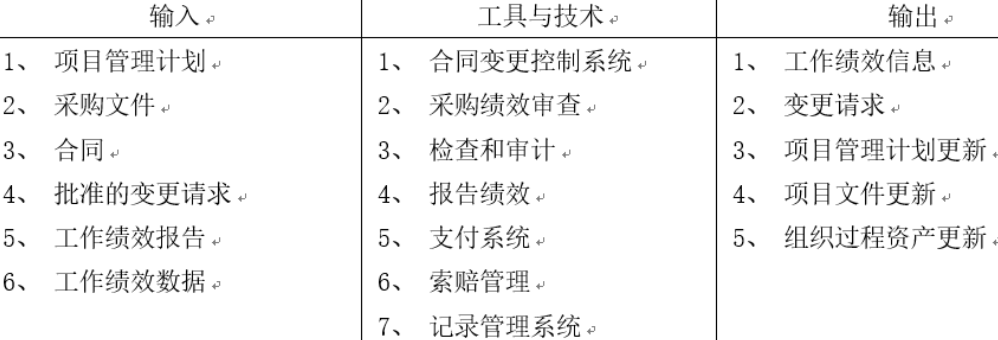 输入 工具与技术 输出
1、 项目管理计划 1、 合同变更控制系统 1、 工作绩效信息
2、 采购文件 2、 采购绩效审查 2、 变更请求
3、 合同 3、 检查和审计 3、 项目管理计划更新
4、 批准的变更请求 4、 报告绩效 4、 项目文件更新
5、 工作绩效报告 5、 支付系统 5、 组织过程资产更新
6、 工作绩效数据 6、 索赔管理
7、 记录管理系统